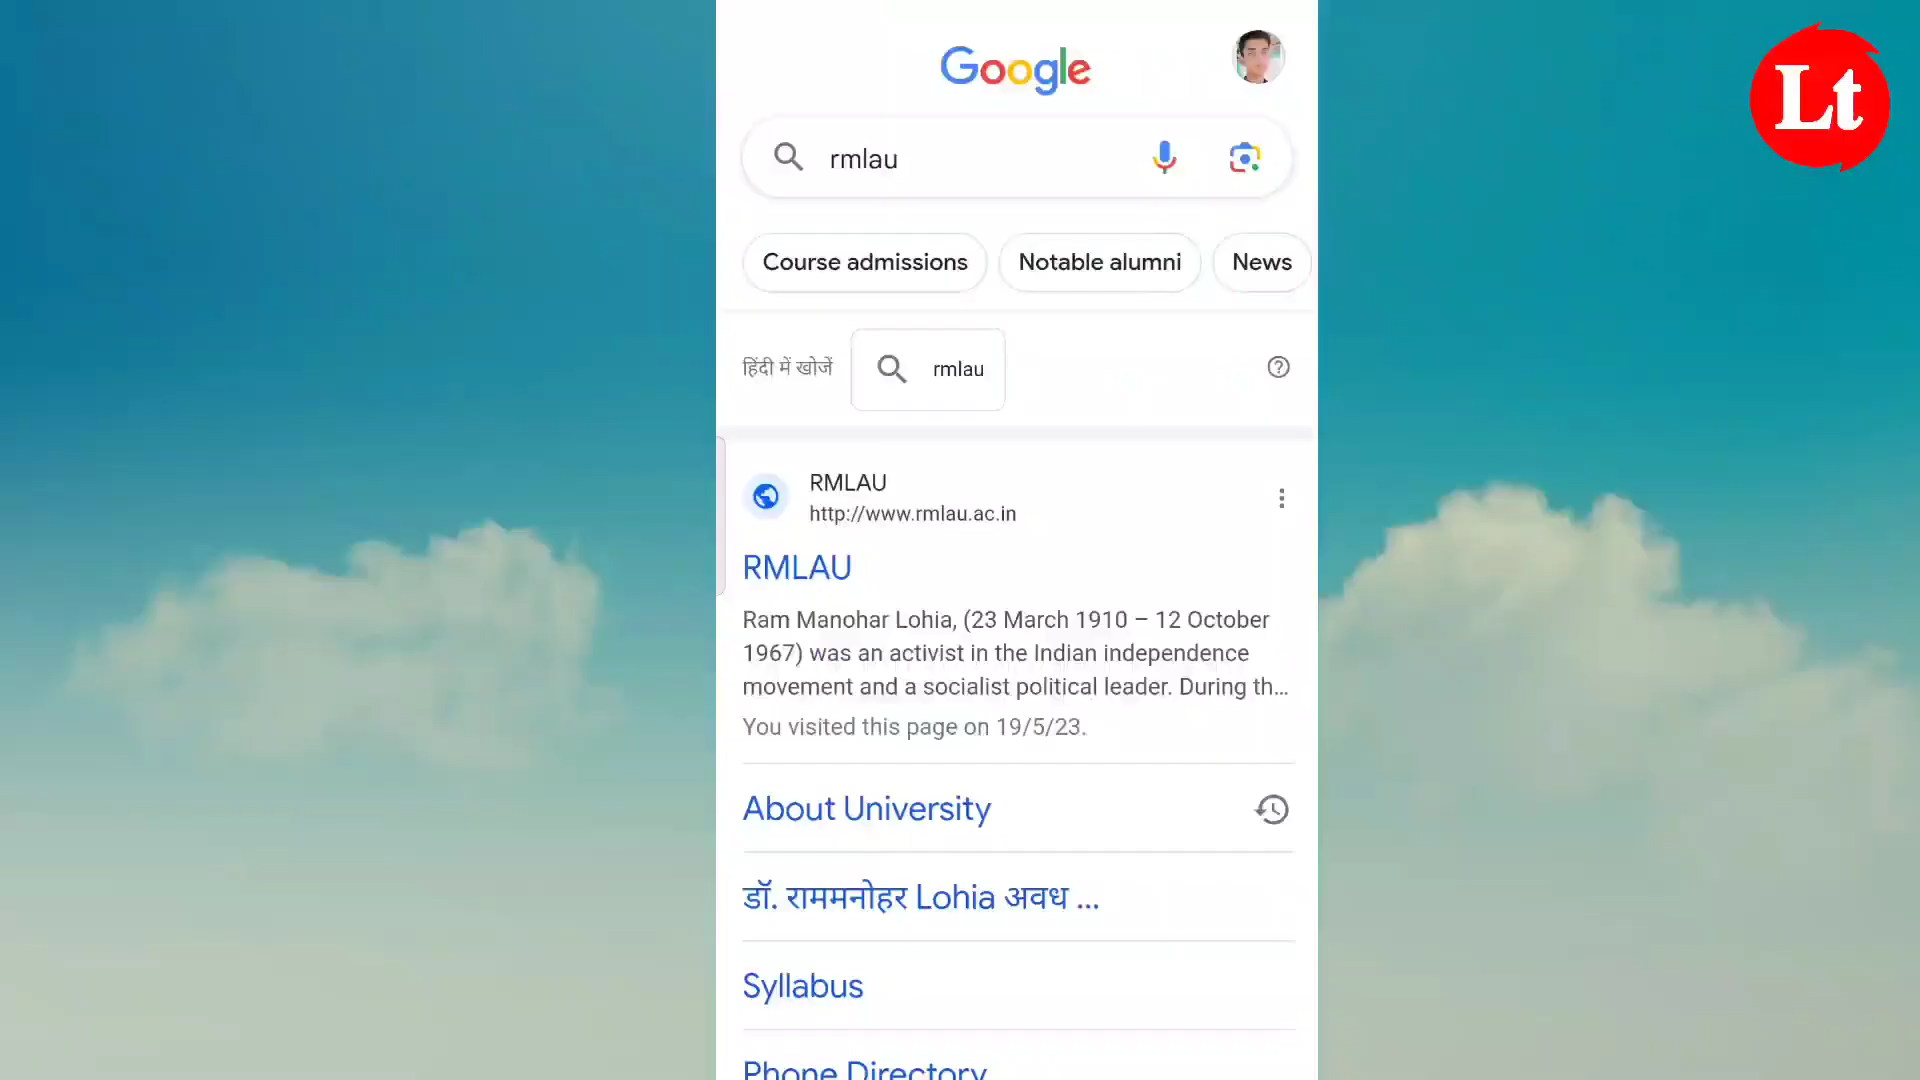 Google
Lt
rmlau
Course admissions
Notable alumni
News
हिंदी में खोजें
rmlau
RMLAU
http://www.rmlau.ac.in
RMLAU
Ram Manohar Lohia, (23 March 1910 – 12 October
1967) was an activist in the Indian independence
movement and a socialist political leader. During th...
You visited this page on 19/5/23.
About University
डॉ. राममनोहर Lohia अवध ...
Syllabus
Phone Directory